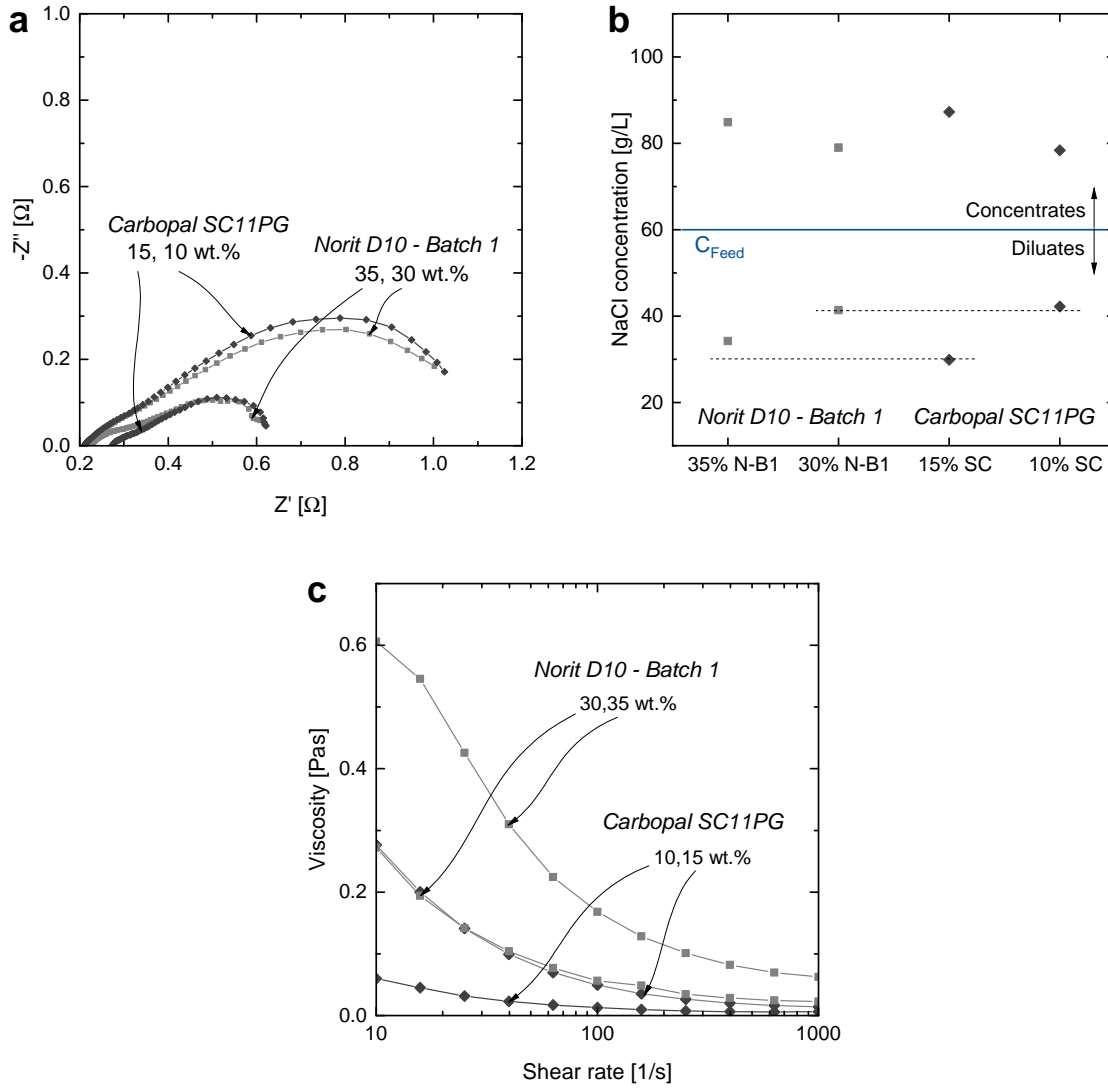 a
-1.0
0.8
0.6
0.4
0.2
0.0
-Z'' [Ω]
Carbopal SC11PG
15, 10 wt.%
Norit D10 - Batch 1
35, 30 wt.%
0.2 0.4 0.6 0.8 1.0 1.2
Z' [Ω]
b
100
80
60
40
20
NaCl concentration [g/L]
Concentrates
C_Feed
Diluates
Norit D10 - Batch 1 Carbopal SC11PG
35% N-B1 30% N-B1 15% SC 10% SC
c
0.6
0.4
0.2
0.0
Viscosity [Pas]
Norit D10 - Batch 1
30,35 wt.%
Carbopal SC11PG
10,15 wt.%
10 100 1000
Shear rate [1/s]